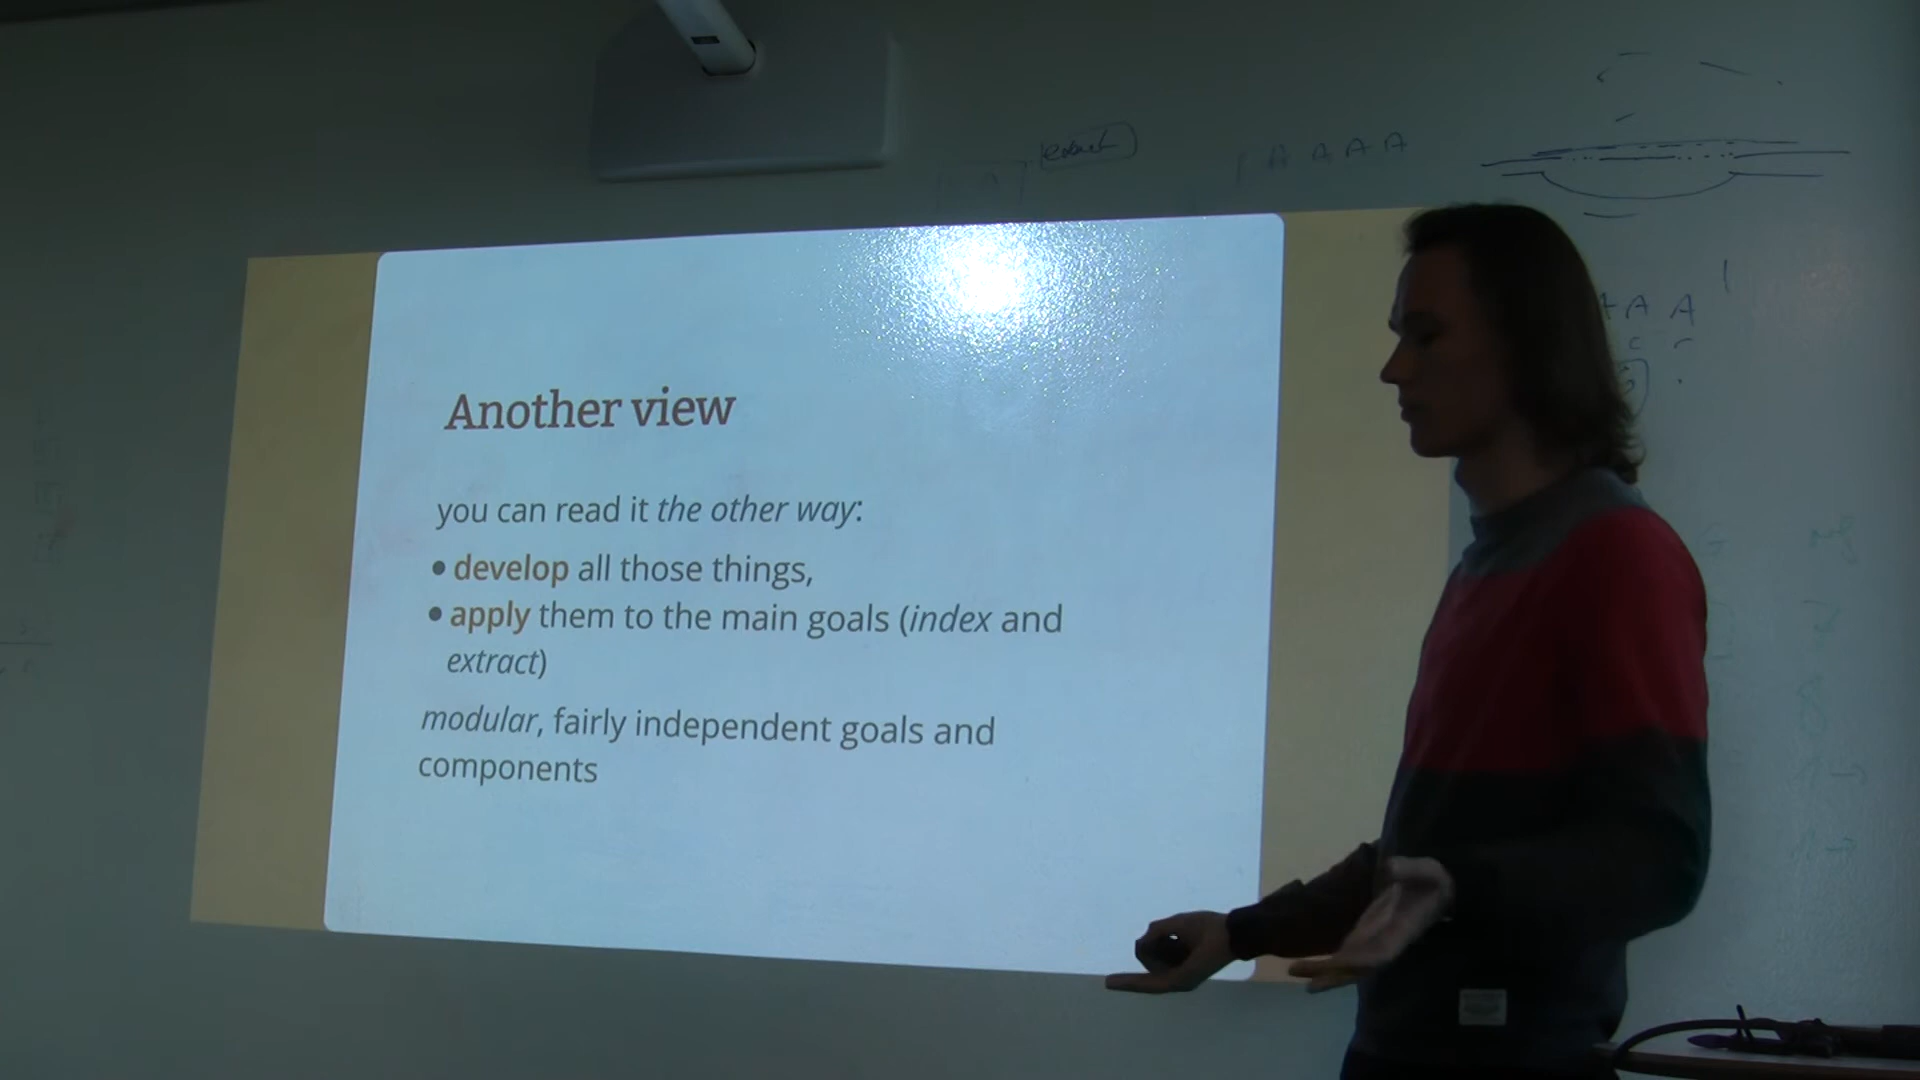 A A A A
Another view
you can read it the other way:
• develop all those things,
• apply them to the main goals (index and
extract)
modular, fairly independent goals and
components
A A